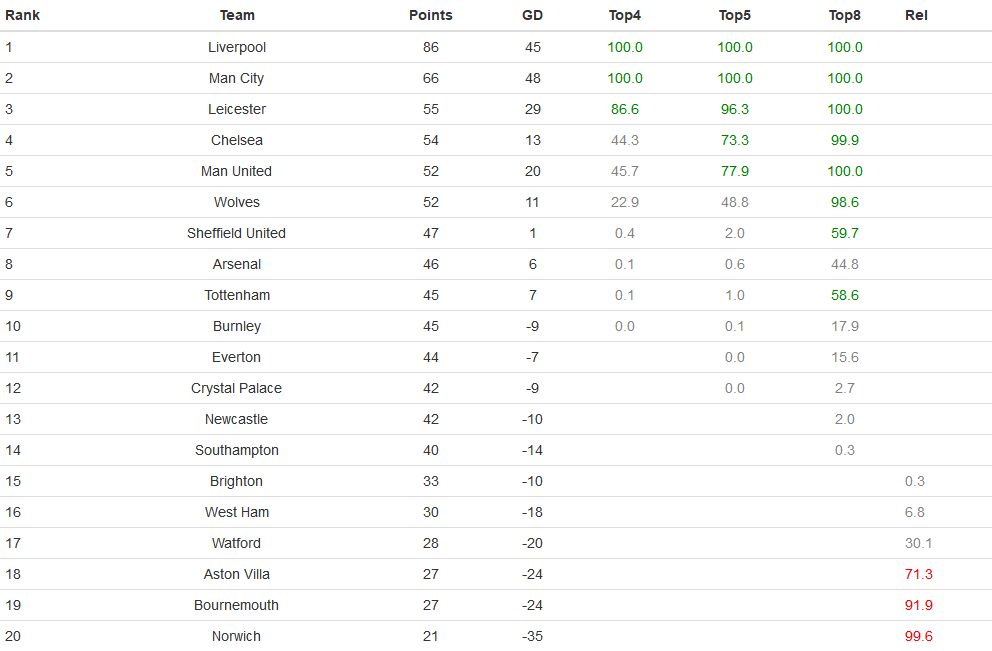 Rank Team Points GD Top4 Top5 Top8 Rel
1 Liverpool 86 45 100.0 100.0 100.0
2 Man City 66 48 100.0 100.0 100.0
3 Leicester 55 29 86.6 96.3 100.0
4 Chelsea 54 13 44.3 73.3 99.9
5 Man United 52 20 45.7 77.9 100.0
6 Wolves 52 11 22.9 48.8 98.6
7 Sheffield United 47 1 0.4 2.0 59.7
8 Arsenal 46 6 0.1 0.6 44.8
9 Tottenham 45 7 0.1 1.0 58.6
10 Burnley 45 -9 0.0 0.1 17.9
11 Everton 44 -7 0.0 15.6
12 Crystal Palace 42 -9 0.0 2.7
13 Newcastle 42 -10 2.0
14 Southampton 40 -14 0.3
15 Brighton 33 -10 0.3
16 West Ham 30 -18 6.8
17 Watford 28 -20 30.1
18 Aston Villa 27 -24 71.3
19 Bournemouth 27 -24 91.9
20 Norwich 21 -35 99.6